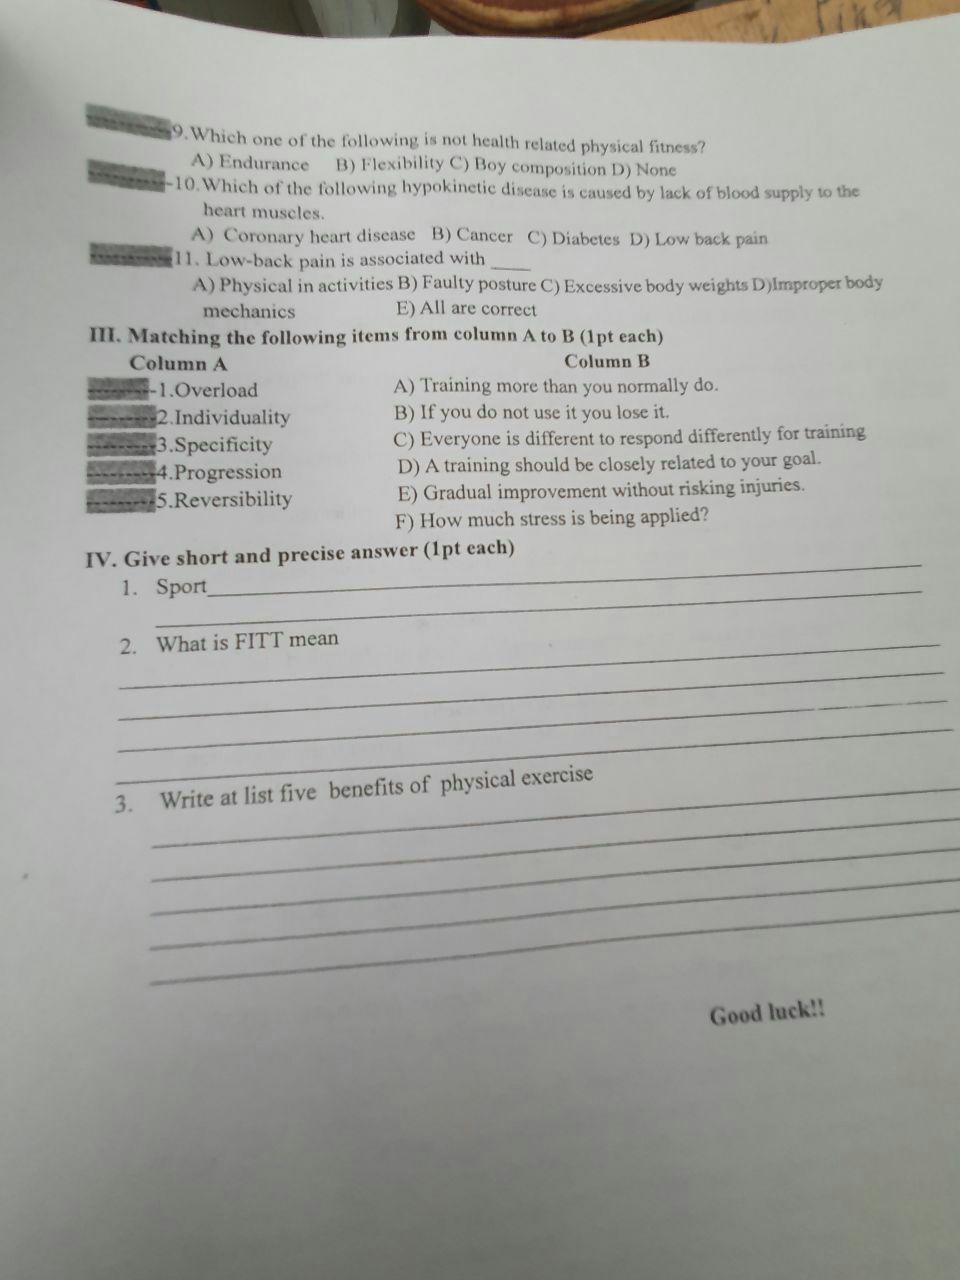 9.Which one of the following is not health related physical fitness?
A) Endurance B) Flexibility C) Boy composition D) None
-10.Which of the following hypokinetic disease is caused by lack of blood supply to the
heart muscles.
A) Coronary heart disease B) Cancer C) Diabetes D) Low back pain
11. Low-back pain is associated with ____
A) Physical in activities B) Faulty posture C) Excessive body weights D)Improper body
mechanics E) All are correct
III. Matching the following items from column A to B (1pt each)
Column A Column B
-1.Overload A) Training more than you normally do.
2.Individuality B) If you do not use it you lose it.
3.Specificity C) Everyone is different to respond differently for training
4.Progression D) A training should be closely related to your goal.
5.Reversibility E) Gradual improvement without risking injuries.
F) How much stress is being applied?
IV. Give short and precise answer (1pt each)
1. Sport
2. What is FITT mean
3. Write at list five benefits of physical exercise
Good luck!!